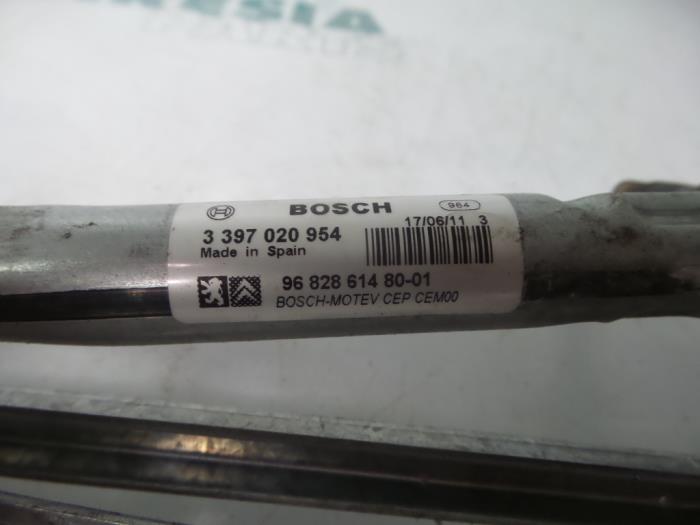 BOSCH
984
3 397 020 954
17/06/11 3
Made in Spain
96 828 614 80-01
BOSCH-MOTEV CEP CEM00